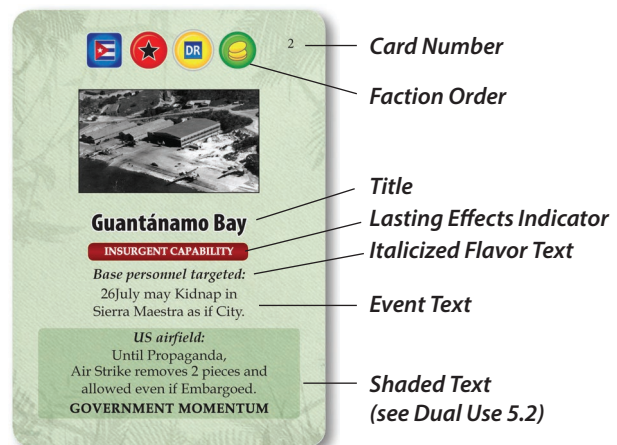 DR
2
Card Number
Faction Order
Title
Guantánamo Bay
Lasting Effects Indicator
INSURGENT CAPABILITY
Italicized Flavor Text
Base personnel targeted:
26July may Kidnap in
Sierra Maestra as if City.
Event Text
US airfield:
Until Propaganda,
Air Strike removes 2 pieces and
allowed even if Embargoed.
GOVERNMENT MOMENTUM
Shaded Text
(see Dual Use 5.2)